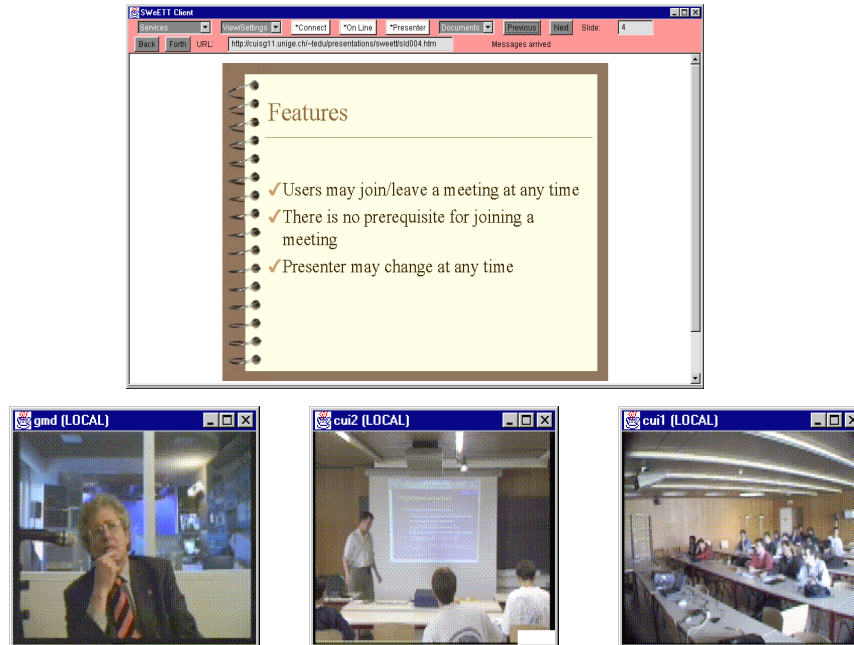 SWeETT Client
Services View/Settings *Connect *On Line *Presenter Documents Previous Next Slide: 4
Back Forth URL: http://cuisg11.unige.ch/~tedu/presentations/sweett/sld004.htm Messages arrived
Features
✓Users may join/leave a meeting at any time
✓There is no prerequisite for joining a
meeting
✓Presenter may change at any time
gmd (LOCAL) cui2 (LOCAL) cui1 (LOCAL)